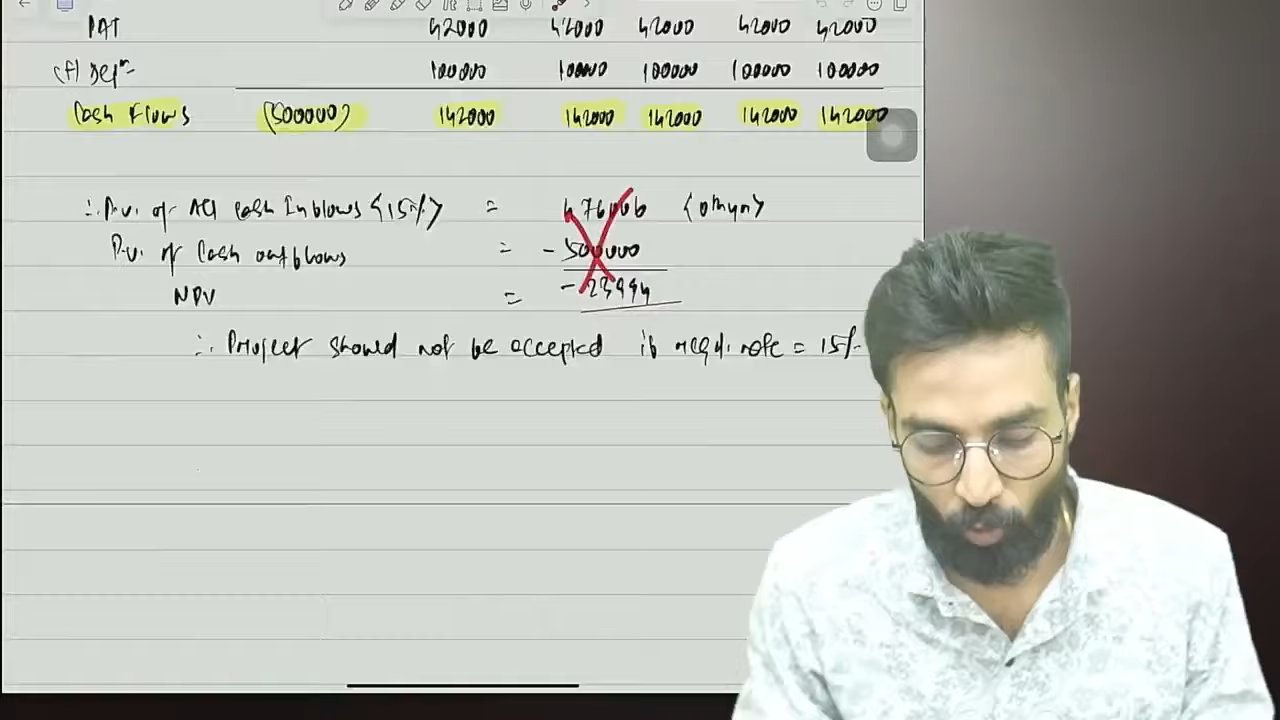 PAT 42000 42000 42000 42000 42000
(+) Depn 100000 100000 100000 100000 100000
Cash Flows (500000) 142000 142000 142000 142000 142000
∴ P.v. of All Cash Inflows {15%} = 476006
P.v. of Cash outflows = - 500000
NPV = - 23994
∴ Project should not be accepted if reqd. rate = 15%